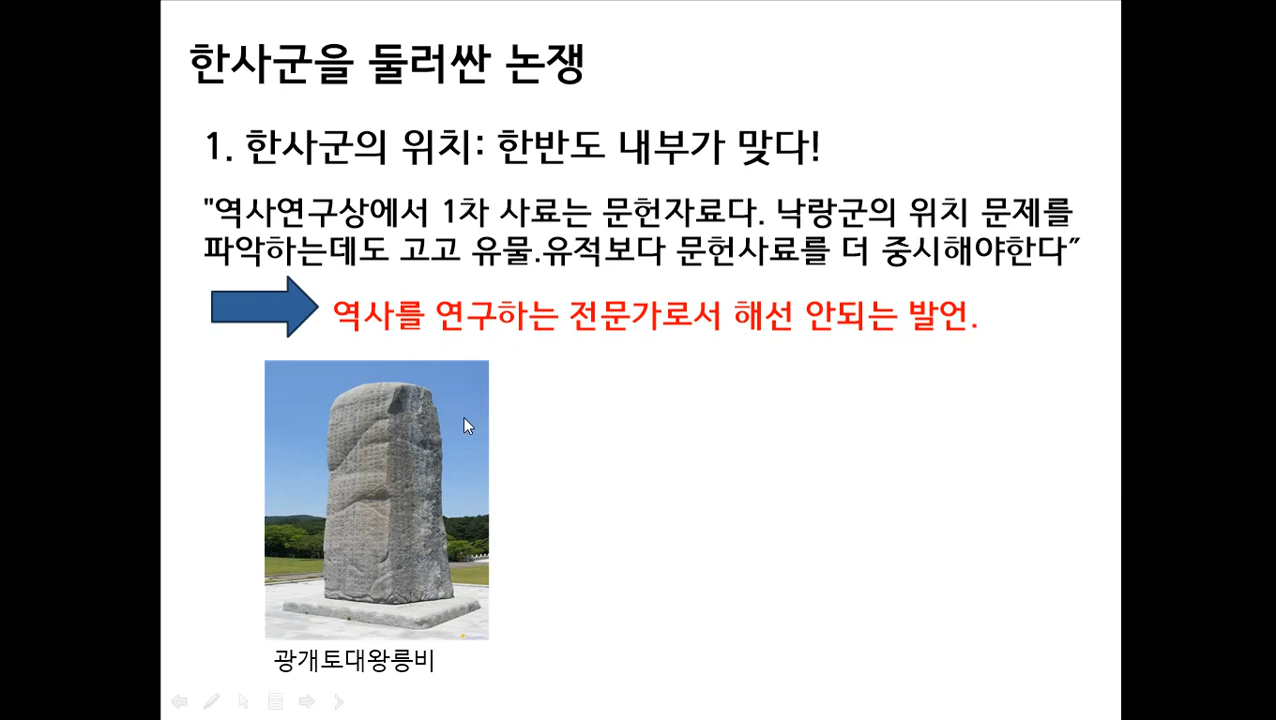 한사군을 둘러싼 논쟁
1. 한사군의 위치: 한반도 내부가 맞다!
"역사연구상에서 1차 사료는 문헌자료다. 낙랑군의 위치 문제를
파악하는데도 고고 유물.유적보다 문헌사료를 더 중시해야한다”
역사를 연구하는 전문가로서 해선 안되는 발언.
광개토대왕릉비